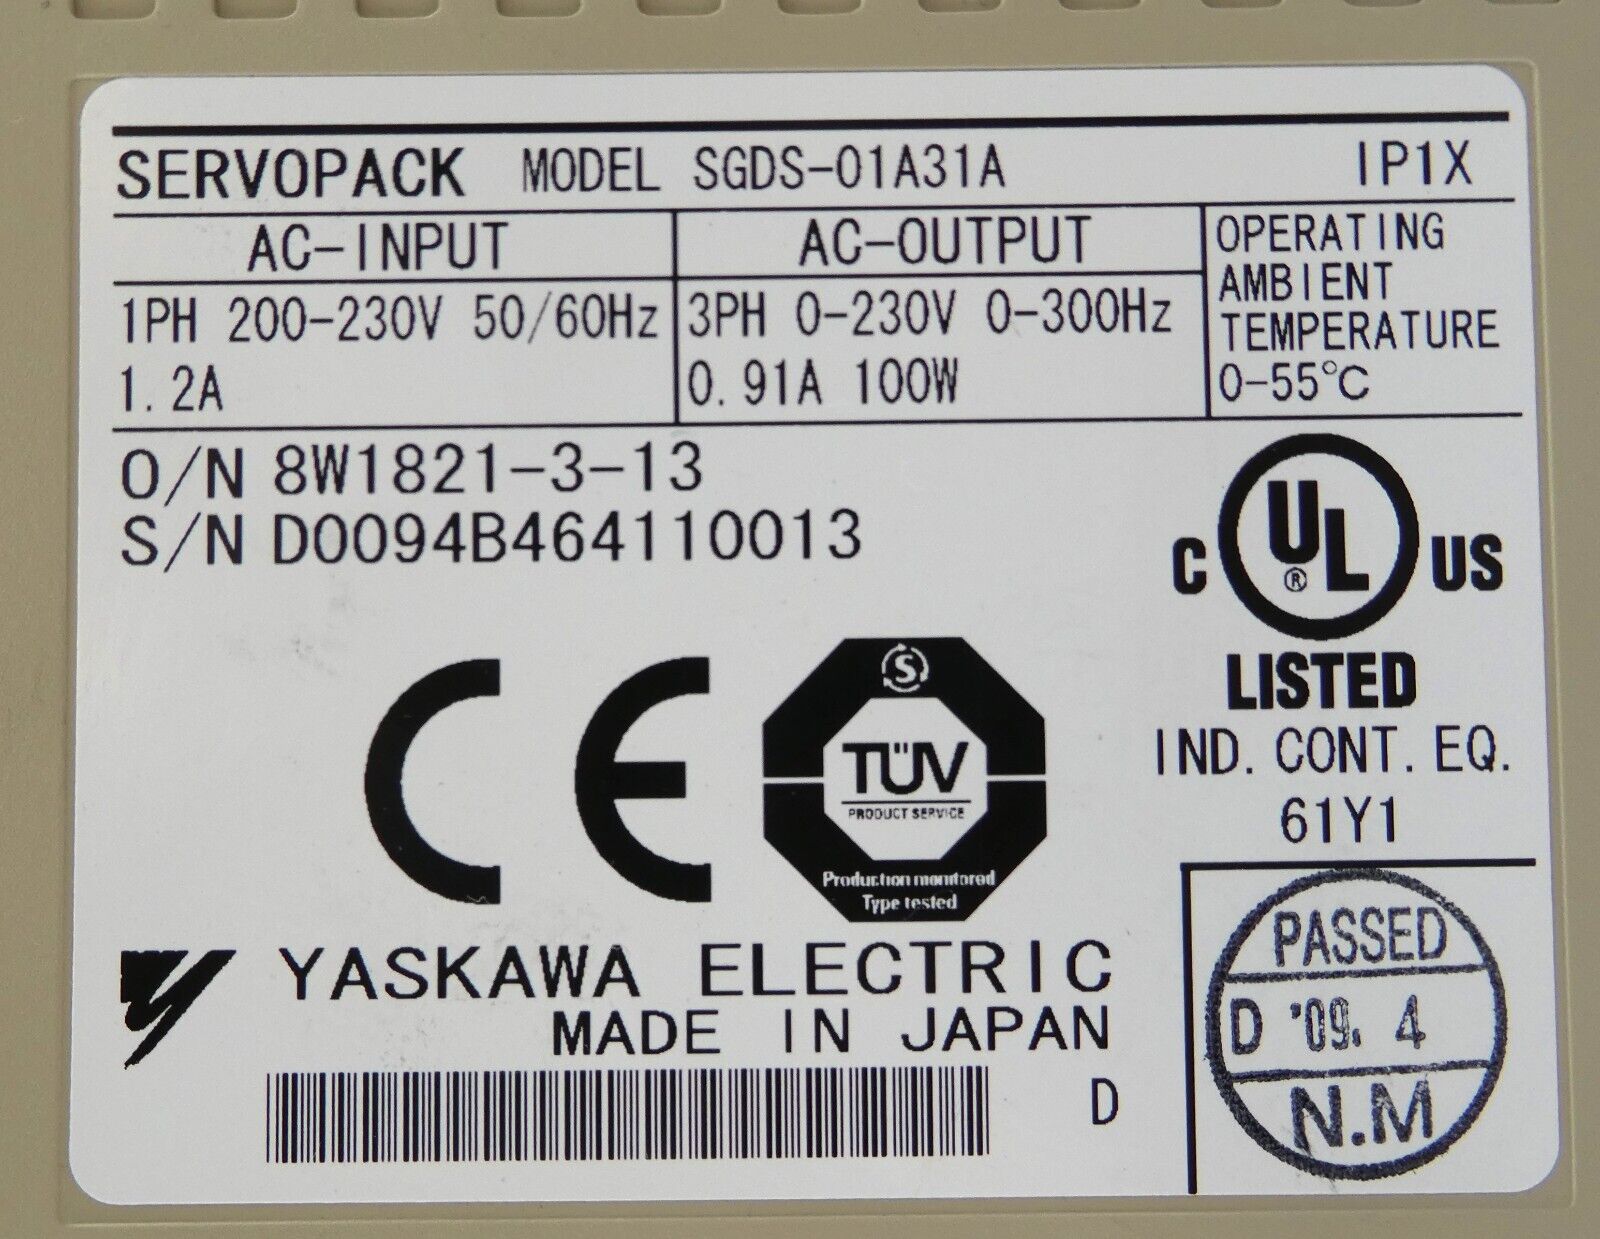 SERVOPACK MODEL SGDS-01A31A IP1X
AC-INPUT
1PH 200-230V 50/60Hz
1.2A
AC-OUTPUT
3PH 0-230V 0-300Hz
0.91A 100W
OPERATING
AMBIENT
TEMPERATURE
0-55°C
O/N 8W1821-3-13
S/N D0094B464110013
C UL ® US
LISTED
IND. CONT. EQ.
61Y1
CE
S
TÜV
PRODUCT SERVICE
Production monitored
Type tested
YASKAWA ELECTRIC
MADE IN JAPAN
D
PASSED
D '09. 4
N.M